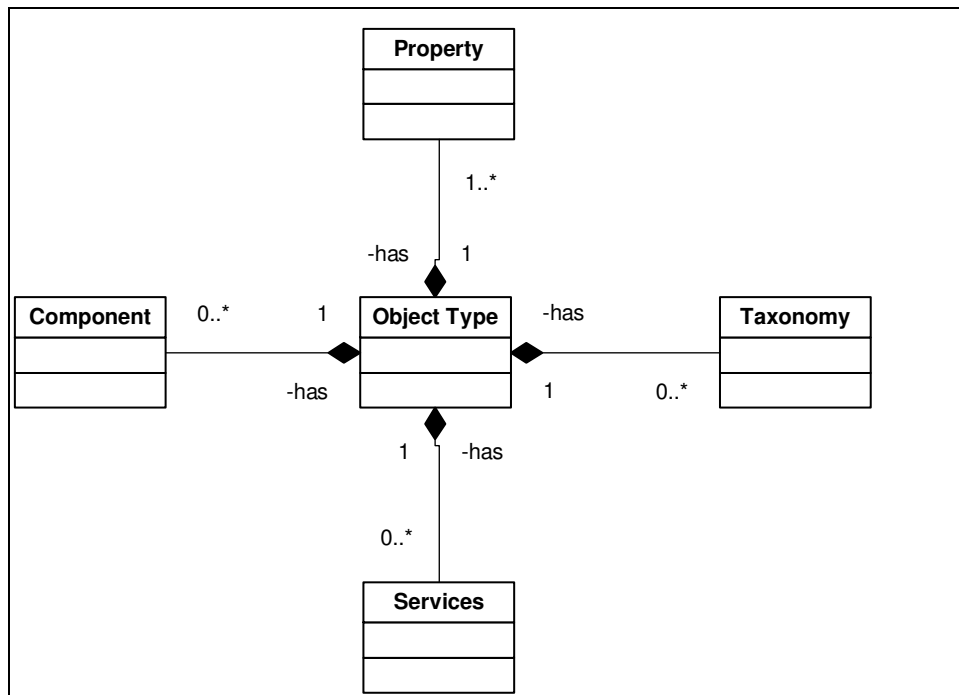 Property
1..*
-has 1
Component
0..*
1
Object Type
-has
Taxonomy
-has
1
0..*
1 -has
0..*
Services